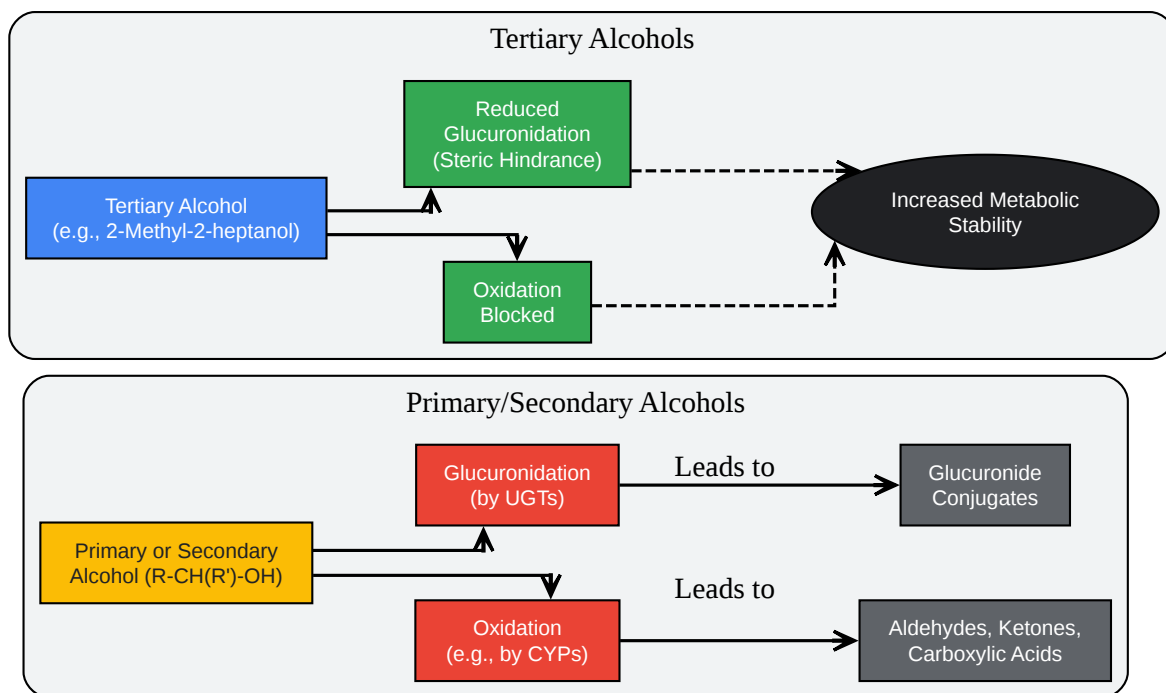 Tertiary Alcohols
Reduced
Glucuronidation
(Steric Hindrance)
Tertiary Alcohol
(e.g., 2-Methyl-2-heptanol)
Increased Metabolic
Stability
Oxidation
Blocked
Primary/Secondary Alcohols
Glucuronidation
(by UGTs)
Leads to
Glucuronide
Conjugates
Primary or Secondary
Alcohol (R-CH(R')-OH)
Oxidation
(e.g., by CYPs)
Leads to
Aldehydes, Ketones,
Carboxylic Acids